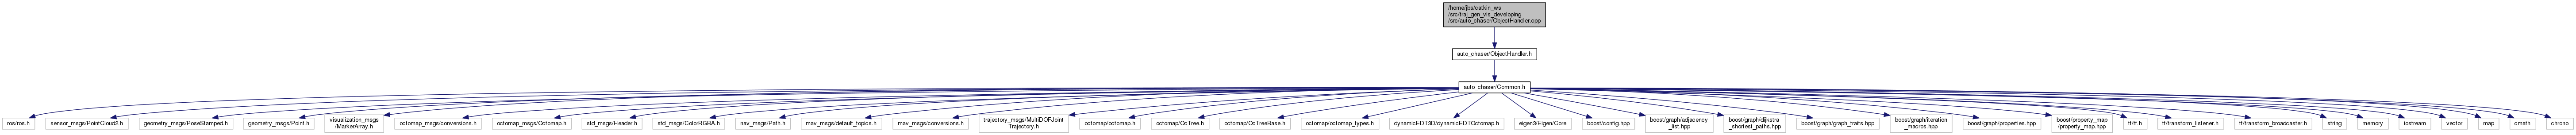 /home/jbs/catkin_ws
/src/traj_gen_vis_developing
/src/auto_chaser/ObjectHandler.cpp
auto_chaser/ObjectHandler.h
auto_chaser/Common.h
ros/ros.h
sensor_msgs/PointCloud2.h
geometry_msgs/PoseStamped.h
geometry_msgs/Point.h
visualization_msgs
/MarkerArray.h
octomap_msgs/conversions.h
octomap_msgs/Octomap.h
std_msgs/Header.h
std_msgs/ColorRGBA.h
nav_msgs/Path.h
mav_msgs/default_topics.h
mav_msgs/conversions.h
trajectory_msgs/MultiDOFJoint
Trajectory.h
octomap/octomap.h
octomap/OcTree.h
octomap/OcTreeBase.h
octomap/octomap_types.h
dynamicEDT3D/dynamicEDTOctomap.h
eigen3/Eigen/Core
boost/config.hpp
boost/graph/adjacency
_list.hpp
boost/graph/dijkstra
_shortest_paths.hpp
boost/graph/graph_traits.hpp
boost/graph/iteration
_macros.hpp
boost/graph/properties.hpp
boost/property_map
/property_map.hpp
tf/tf.h
tf/transform_listener.h
tf/transform_broadcaster.h
string
memory
iostream
vector
map
cmath
chrono